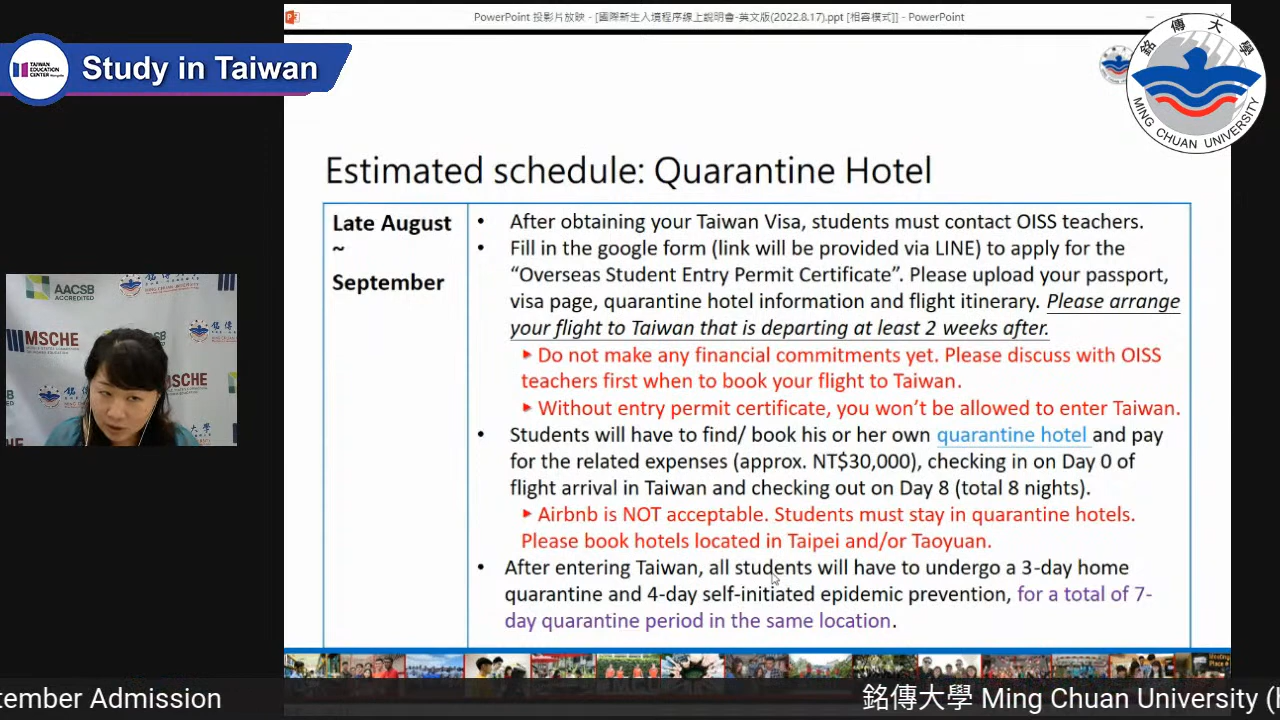 PowerPoint 投影片放映 - [國際新生入境程序線上說明會-英文版(2022.8.17).ppt [相容模式]] - PowerPoint
TAIWAN
EDUCATION
CENTER
Study in Taiwan
銘傳大學
MING CHUAN UNIVERSITY
Estimated schedule: Quarantine Hotel
Late August
~
September
• After obtaining your Taiwan Visa, students must contact OISS teachers.
• Fill in the google form (link will be provided via LINE) to apply for the
“Overseas Student Entry Permit Certificate”. Please upload your passport,
visa page, quarantine hotel information and flight itinerary. Please arrange
your flight to Taiwan that is departing at least 2 weeks after.
▸ Do not make any financial commitments yet. Please discuss with OISS
teachers first when to book your flight to Taiwan.
▸ Without entry permit certificate, you won’t be allowed to enter Taiwan.
• Students will have to find/ book his or her own quarantine hotel and pay
for the related expenses (approx. NT$30,000), checking in on Day 0 of
flight arrival in Taiwan and checking out on Day 8 (total 8 nights).
▸ Airbnb is NOT acceptable. Students must stay in quarantine hotels.
Please book hotels located in Taipei and/or Taoyuan.
• After entering Taiwan, all students will have to undergo a 3-day home
quarantine and 4-day self-initiated epidemic prevention, for a total of 7-
day quarantine period in the same location.
AACSB
ACCREDITED
MSCHE
tember Admission
銘傳大學 Ming Chuan University (